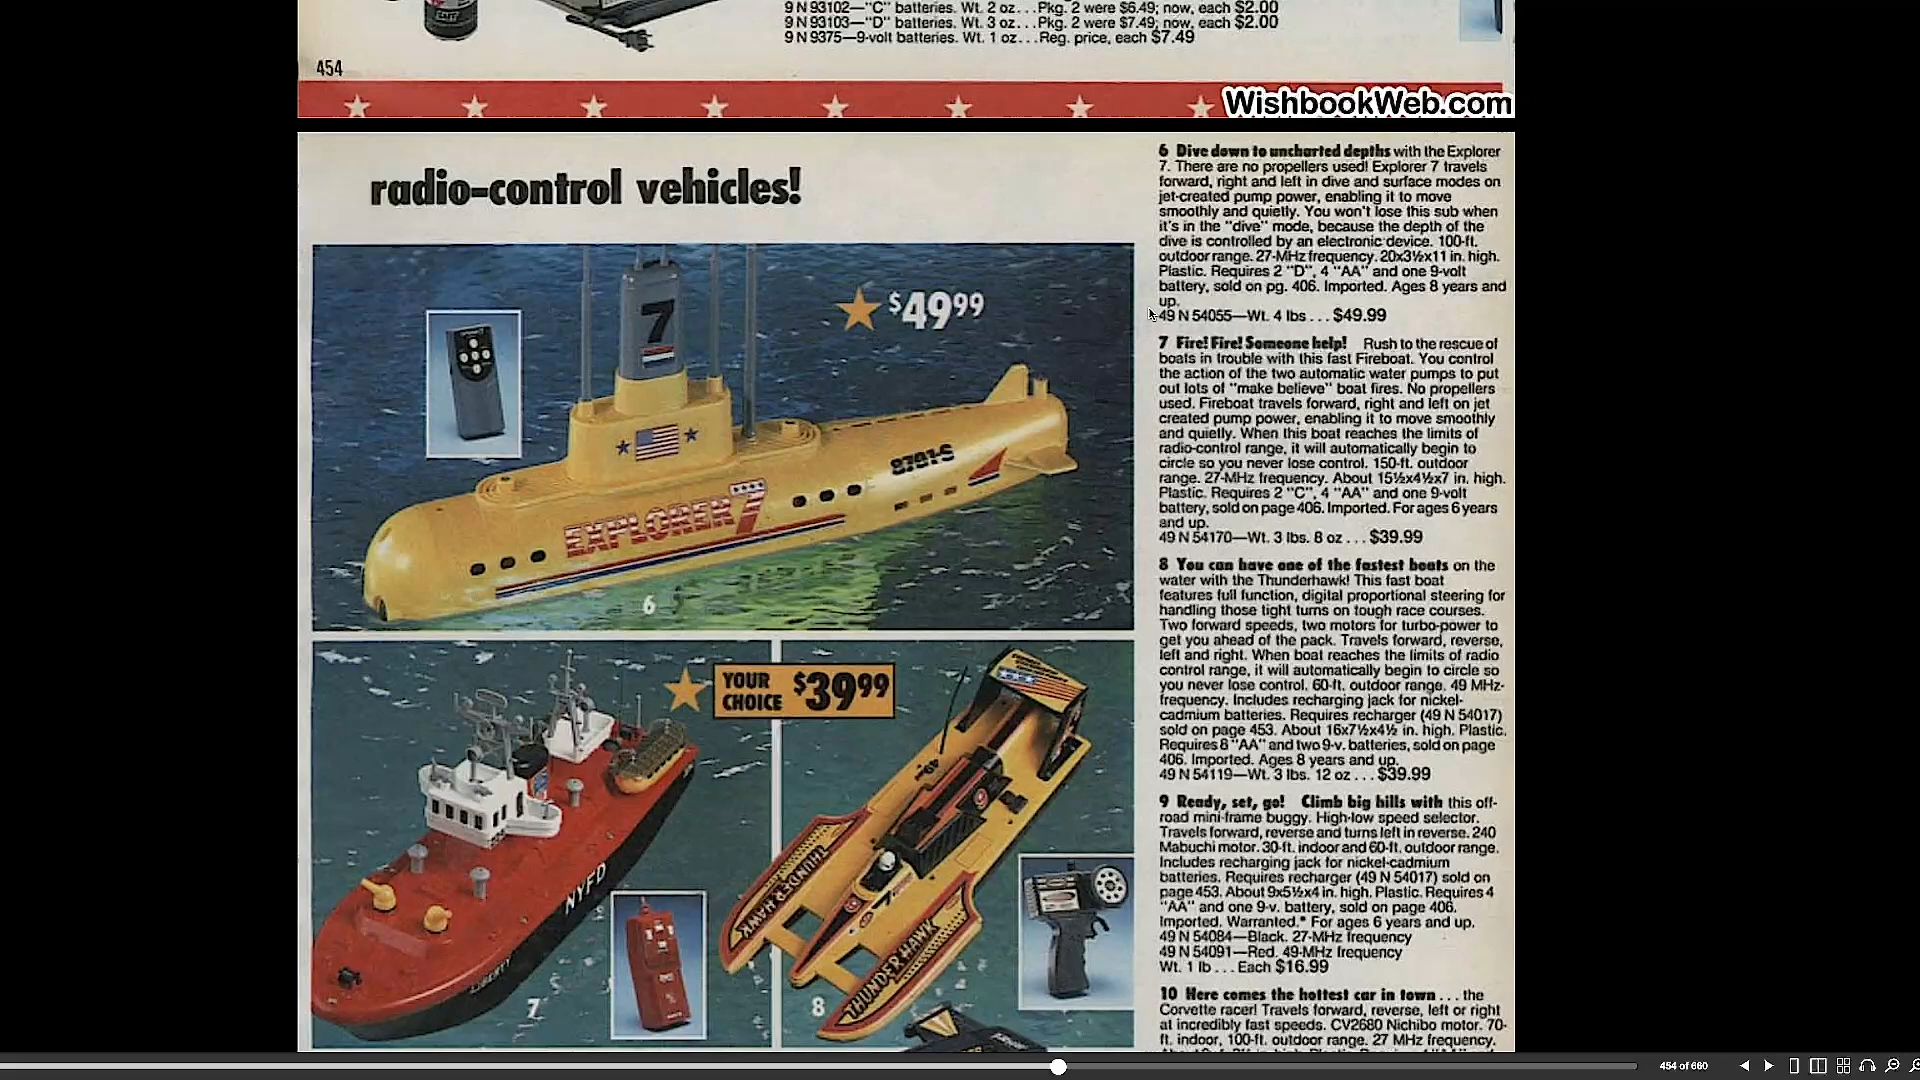 9 N 93102—"C" batteries. Wt. 2 oz...Pkg. 2 were $6.49; now, each $2.00
9 N 93103—"D" batteries. Wt. 3 oz...Pkg. 2 were $7.49; now, each $2.00
9 N 9375—9-volt batteries. Wt. 1 oz...Reg. price, each $7.49
454
WishbookWeb.com
radio-control vehicles!
7
$49.99
8701-S
EXPLORER 7
6
YOUR CHOICE $39.99
NYFD
LIBERTY
7
THUNDER HAWK
THUNDER HAWK
8
6 Dive down to uncharted depths with the Explorer
7. There are no propellers used! Explorer 7 travels
forward, right and left in dive and surface modes on
jet-created pump power, enabling it to move
smoothly and quietly. You won't lose this sub when
it's in the "dive" mode, because the depth of the
dive is controlled by an electronic device. 100-ft.
outdoor range. 27-MHz frequency. 20x3½x11 in. high.
Plastic. Requires 2 "D", 4 "AA" and one 9-volt
battery, sold on pg. 406. Imported. Ages 8 years and
up.
49 N 54055—Wt. 4 lbs...$49.99
7 Fire! Fire! Someone help! Rush to the rescue of
boats in trouble with this fast Fireboat. You control
the action of the two automatic water pumps to put
out lots of "make believe" boat fires. No propellers
used. Fireboat travels forward, right and left on jet
created pump power, enabling it to move smoothly
and quietly. When this boat reaches the limits of
radio-control range, it will automatically begin to
circle so you never lose control. 150-ft. outdoor
range. 27-MHz frequency. About 15½x4½x7 in. high.
Plastic. Requires 2 "C", 4 "AA" and one 9-volt
battery, sold on page 406. Imported. For ages 6 years
and up.
49 N 54170—Wt. 3 lbs. 8 oz...$39.99
8 You can have one of the fastest boats on the
water with the Thunderhawk! This fast boat
features full function, digital proportional steering for
handling those tight turns on tough race courses.
Two forward speeds, two motors for turbo-power to
get you ahead of the pack. Travels forward, reverse,
left and right. When boat reaches the limits of radio
control range, it will automatically begin to circle so
you never lose control. 60-ft. outdoor range. 49 MHz-
frequency. Includes recharging jack for nickel-
cadmium batteries. Requires recharger (49 N 54017)
sold on page 453. About 16x7½x4½ in. high. Plastic.
Requires 8 "AA" and two 9-v. batteries, sold on page
406. Imported. Ages 8 years and up.
49 N 54119—Wt. 3 lbs. 12 oz...$39.99
9 Ready, set, go! Climb big hills with this off-
road mini-frame buggy. High-low speed selector.
Travels forward, reverse and turns left in reverse. 240
Mabuchi motor. 30-ft. indoor and 60-ft. outdoor range.
Includes recharging jack for nickel-cadmium
batteries. Requires recharger (49 N 54017) sold on
page 453. About 9x5½x4 in. high. Plastic. Requires 4
"AA" and one 9-v. battery, sold on page 406.
Imported. Warranted.* For ages 6 years and up.
49 N 54084—Black. 27-MHz frequency
49 N 54091—Red. 49-MHz frequency
Wt. 1 lb...Each $16.99
10 Here comes the hottest car in town...the
Corvette racer! Travels forward, reverse, left or right
at incredibly fast speeds. CV2680 Nichibo motor. 70-
ft. indoor, 100-ft. outdoor range. 27 MHz frequency.
454 of 660